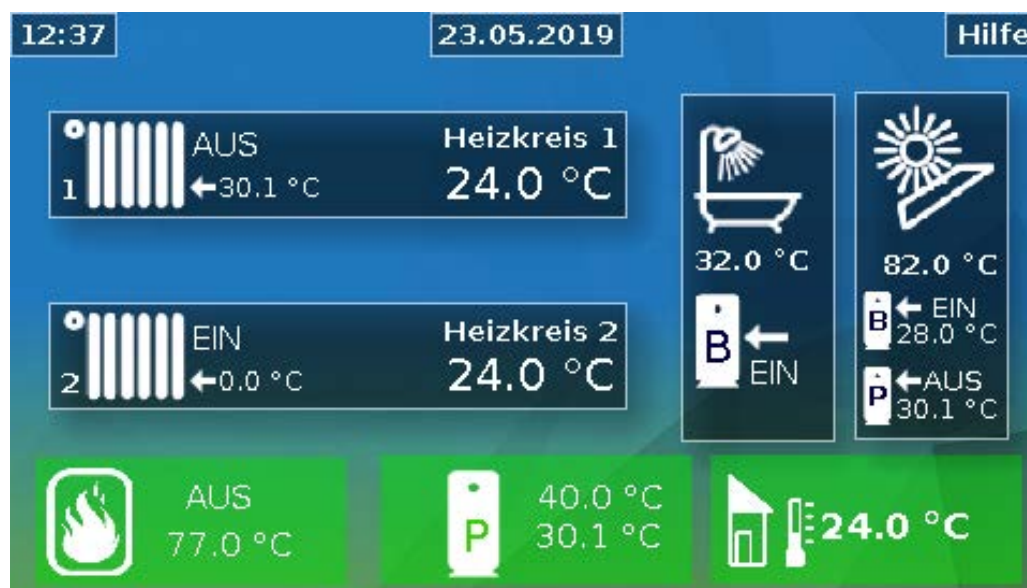 12:37
23.05.2019
Hilfe
1
AUS
←30.1 °C
Heizkreis 1
24.0 °C
2
EIN
←0.0 °C
Heizkreis 2
24.0 °C
32.0 °C
B
←
EIN
82.0 °C
B
← EIN
28.0 °C
P
←AUS
30.1 °C
AUS
77.0 °C
P
40.0 °C
30.1 °C
24.0 °C